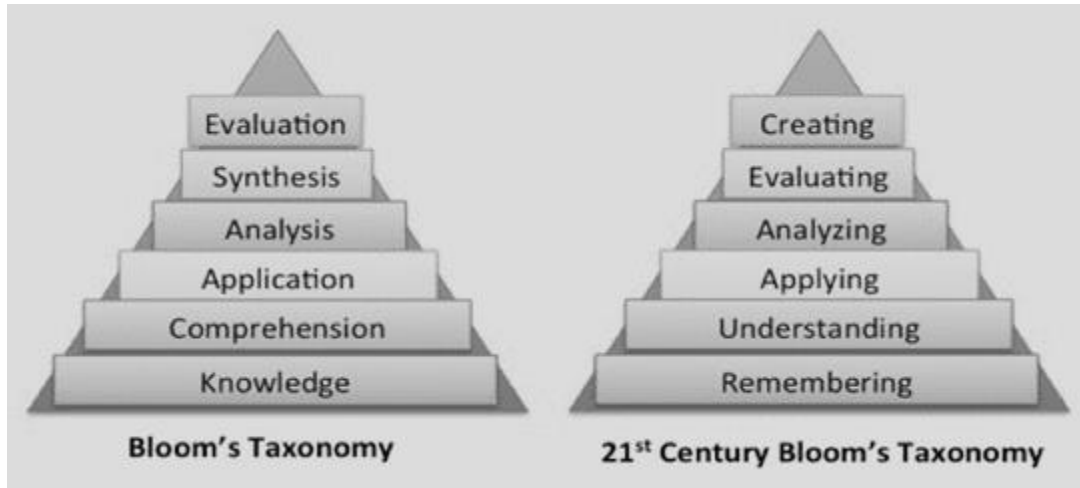 Evaluation
Synthesis
Analysis
Application
Comprehension
Knowledge
Bloom's Taxonomy
Creating
Evaluating
Analyzing
Applying
Understanding
Remembering
21st Century Bloom's Taxonomy